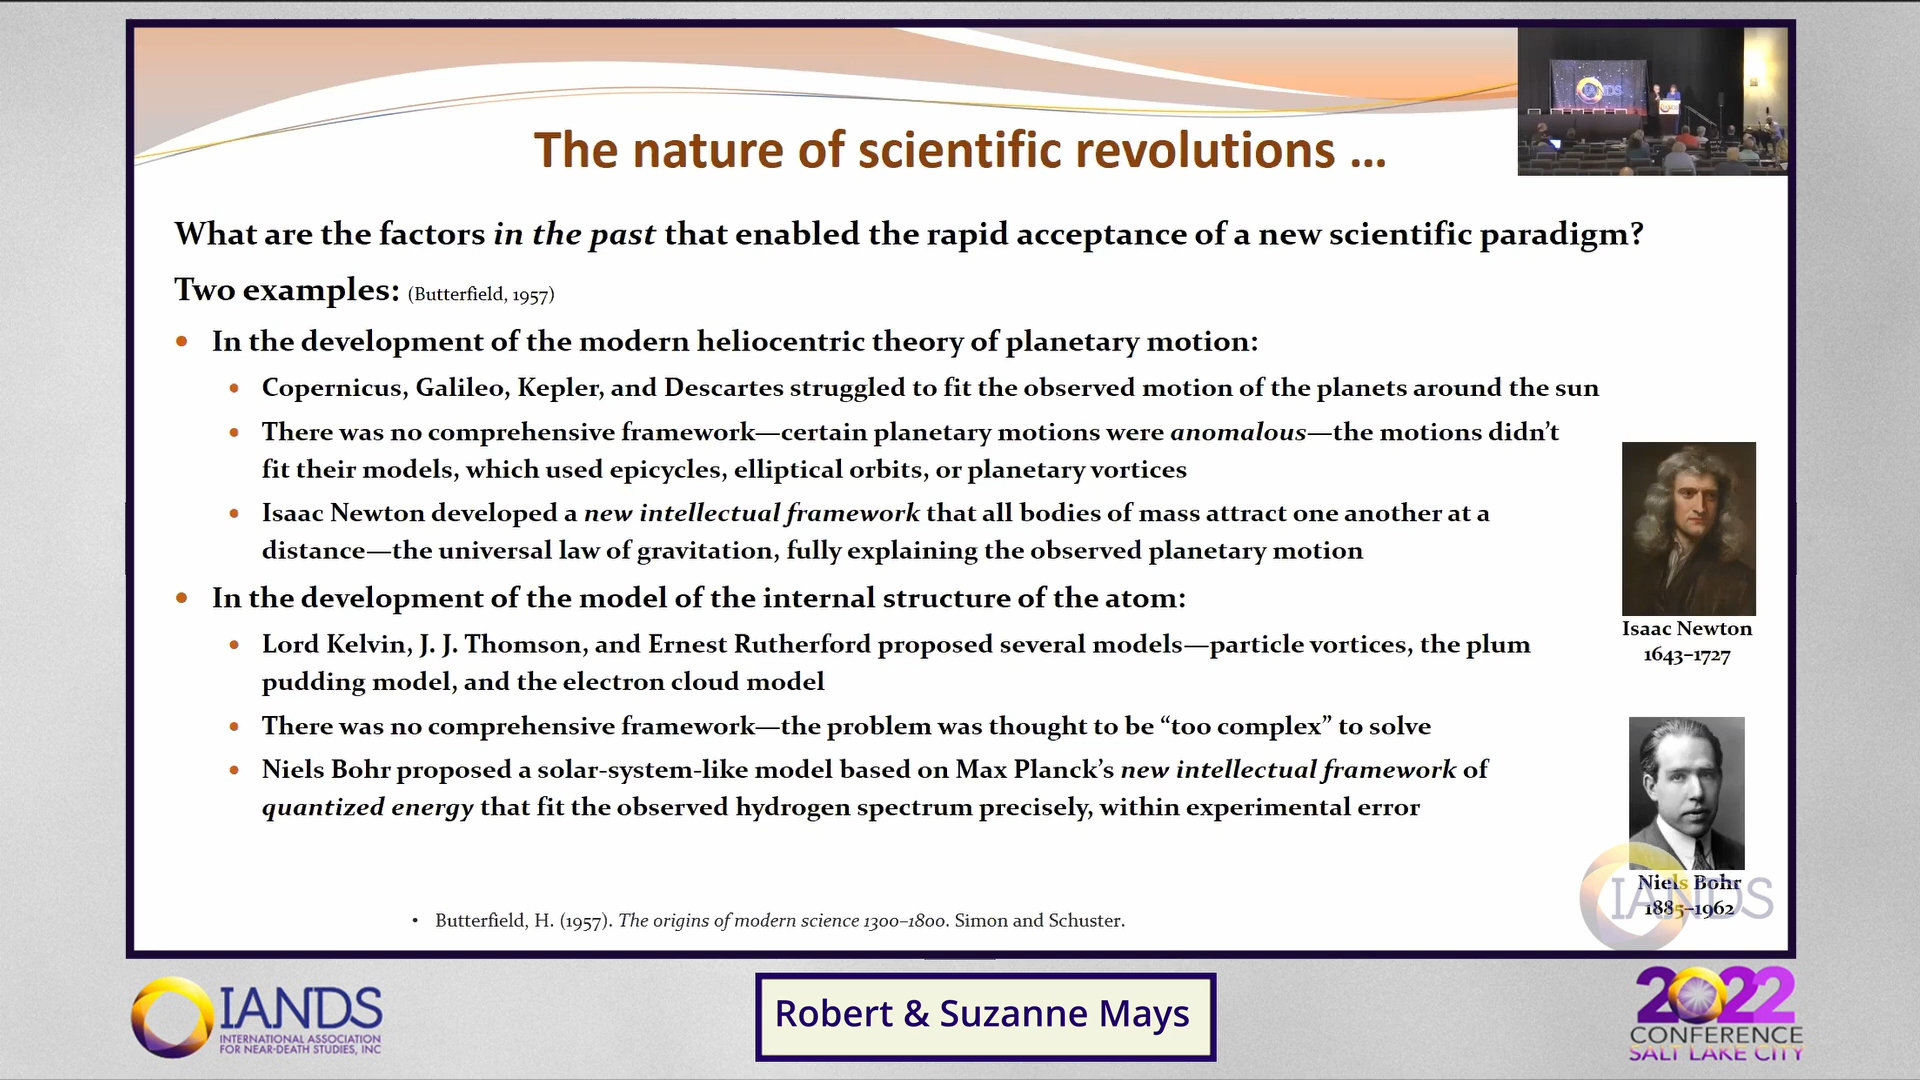 The nature of scientific revolutions ...
IANDS
What are the factors in the past that enabled the rapid acceptance of a new scientific paradigm?
Two examples: (Butterfield, 1957)
• In the development of the modern heliocentric theory of planetary motion:
• Copernicus, Galileo, Kepler, and Descartes struggled to fit the observed motion of the planets around the sun
• There was no comprehensive framework—certain planetary motions were anomalous—the motions didn’t
fit their models, which used epicycles, elliptical orbits, or planetary vortices
• Isaac Newton developed a new intellectual framework that all bodies of mass attract one another at a
distance—the universal law of gravitation, fully explaining the observed planetary motion
Isaac Newton
1643–1727
• In the development of the model of the internal structure of the atom:
• Lord Kelvin, J. J. Thomson, and Ernest Rutherford proposed several models—particle vortices, the plum
pudding model, and the electron cloud model
• There was no comprehensive framework—the problem was thought to be “too complex” to solve
• Niels Bohr proposed a solar-system-like model based on Max Planck’s new intellectual framework of
quantized energy that fit the observed hydrogen spectrum precisely, within experimental error
Niels Bohr
1885–1962
IANDS
• Butterfield, H. (1957). The origins of modern science 1300–1800. Simon and Schuster.
IANDS
INTERNATIONAL ASSOCIATION
FOR NEAR-DEATH STUDIES, INC
Robert & Suzanne Mays
2022
CONFERENCE
SALT LAKE CITY